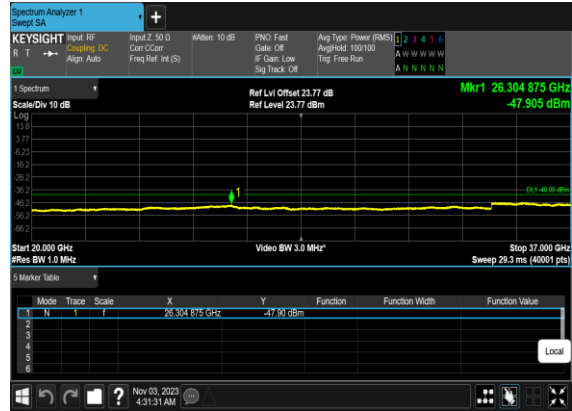 Spectrum Analyzer 1
Swept SA
+
KEYSIGHT Input: RF Input Z: 50 Ω #Atten: 10 dB PNO: Fast Avg Type: Power (RMS) 1 2 3 4 5 6
R T Coupling: DC Corr CCorr Gate: Off Avg|Hold: 100/100 A W W W W W
Align: Auto Freq Ref: Int (S) IF Gain: Low Trig: Free Run
Sig Track: Off A N N N N N
1 Spectrum Ref Lvl Offset 23.77 dB Mkr1 26.304 875 GHz
Scale/Div 10 dB Ref Level 23.77 dBm -47.905 dBm
Log
13.8
3.77
-6.23
-16.2
-26.2
-36.2 1 DL1 -40.00 dBm
-46.2
-56.2
-66.2
Start 20.000 GHz Video BW 3.0 MHz* Stop 37.000 GHz
#Res BW 1.0 MHz Sweep 29.3 ms (40001 pts)
5 Marker Table
Mode Trace Scale X Y Function Function Width Function Value
1 N 1 f 26.304 875 GHz -47.90 dBm
2
3
4
5
6
Local
? Nov 03, 2023
4:31:31 AM